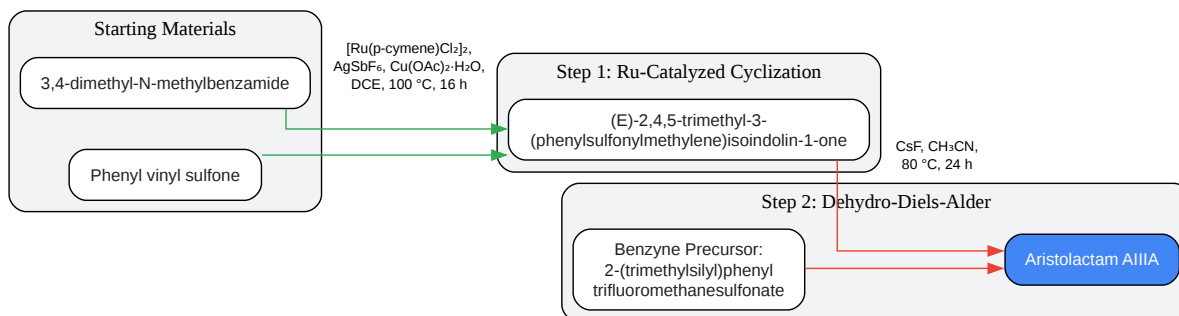 Starting Materials
3,4-dimethyl-N-methylbenzamide
Phenyl vinyl sulfone
[Ru(p-cymene)Cl₂]₂,
AgSbF₆, Cu(OAc)₂·H₂O,
DCE, 100 °C, 16 h
Step 1: Ru-Catalyzed Cyclization
(E)-2,4,5-trimethyl-3-
(phenylsulfonylmethylene)isoindolin-1-one
CsF, CH₃CN,
80 °C, 24 h
Step 2: Dehydro-Diels-Alder
Benzyne Precursor:
2-(trimethylsilyl)phenyl
trifluoromethanesulfonate
Aristolactam AIIIA